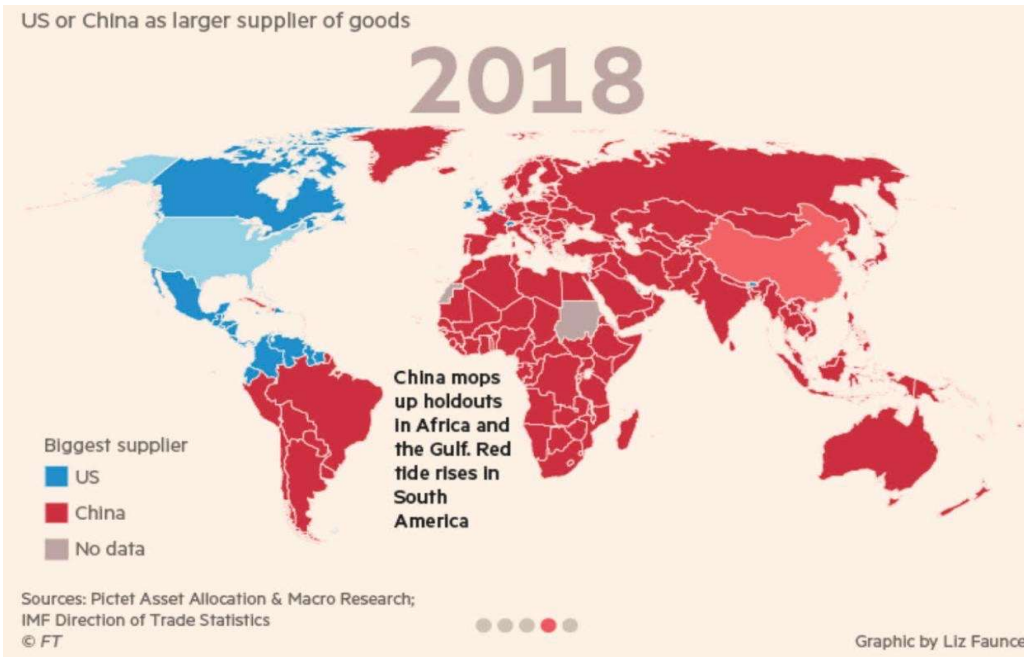 US or China as larger supplier of goods
2018
China mops
up holdouts
in Africa and
the Gulf. Red
tide rises in
South
America
Biggest supplier
US
China
No data
Sources: Pictet Asset Allocation & Macro Research;
IMF Direction of Trade Statistics
© FT
Graphic by Liz Faunce